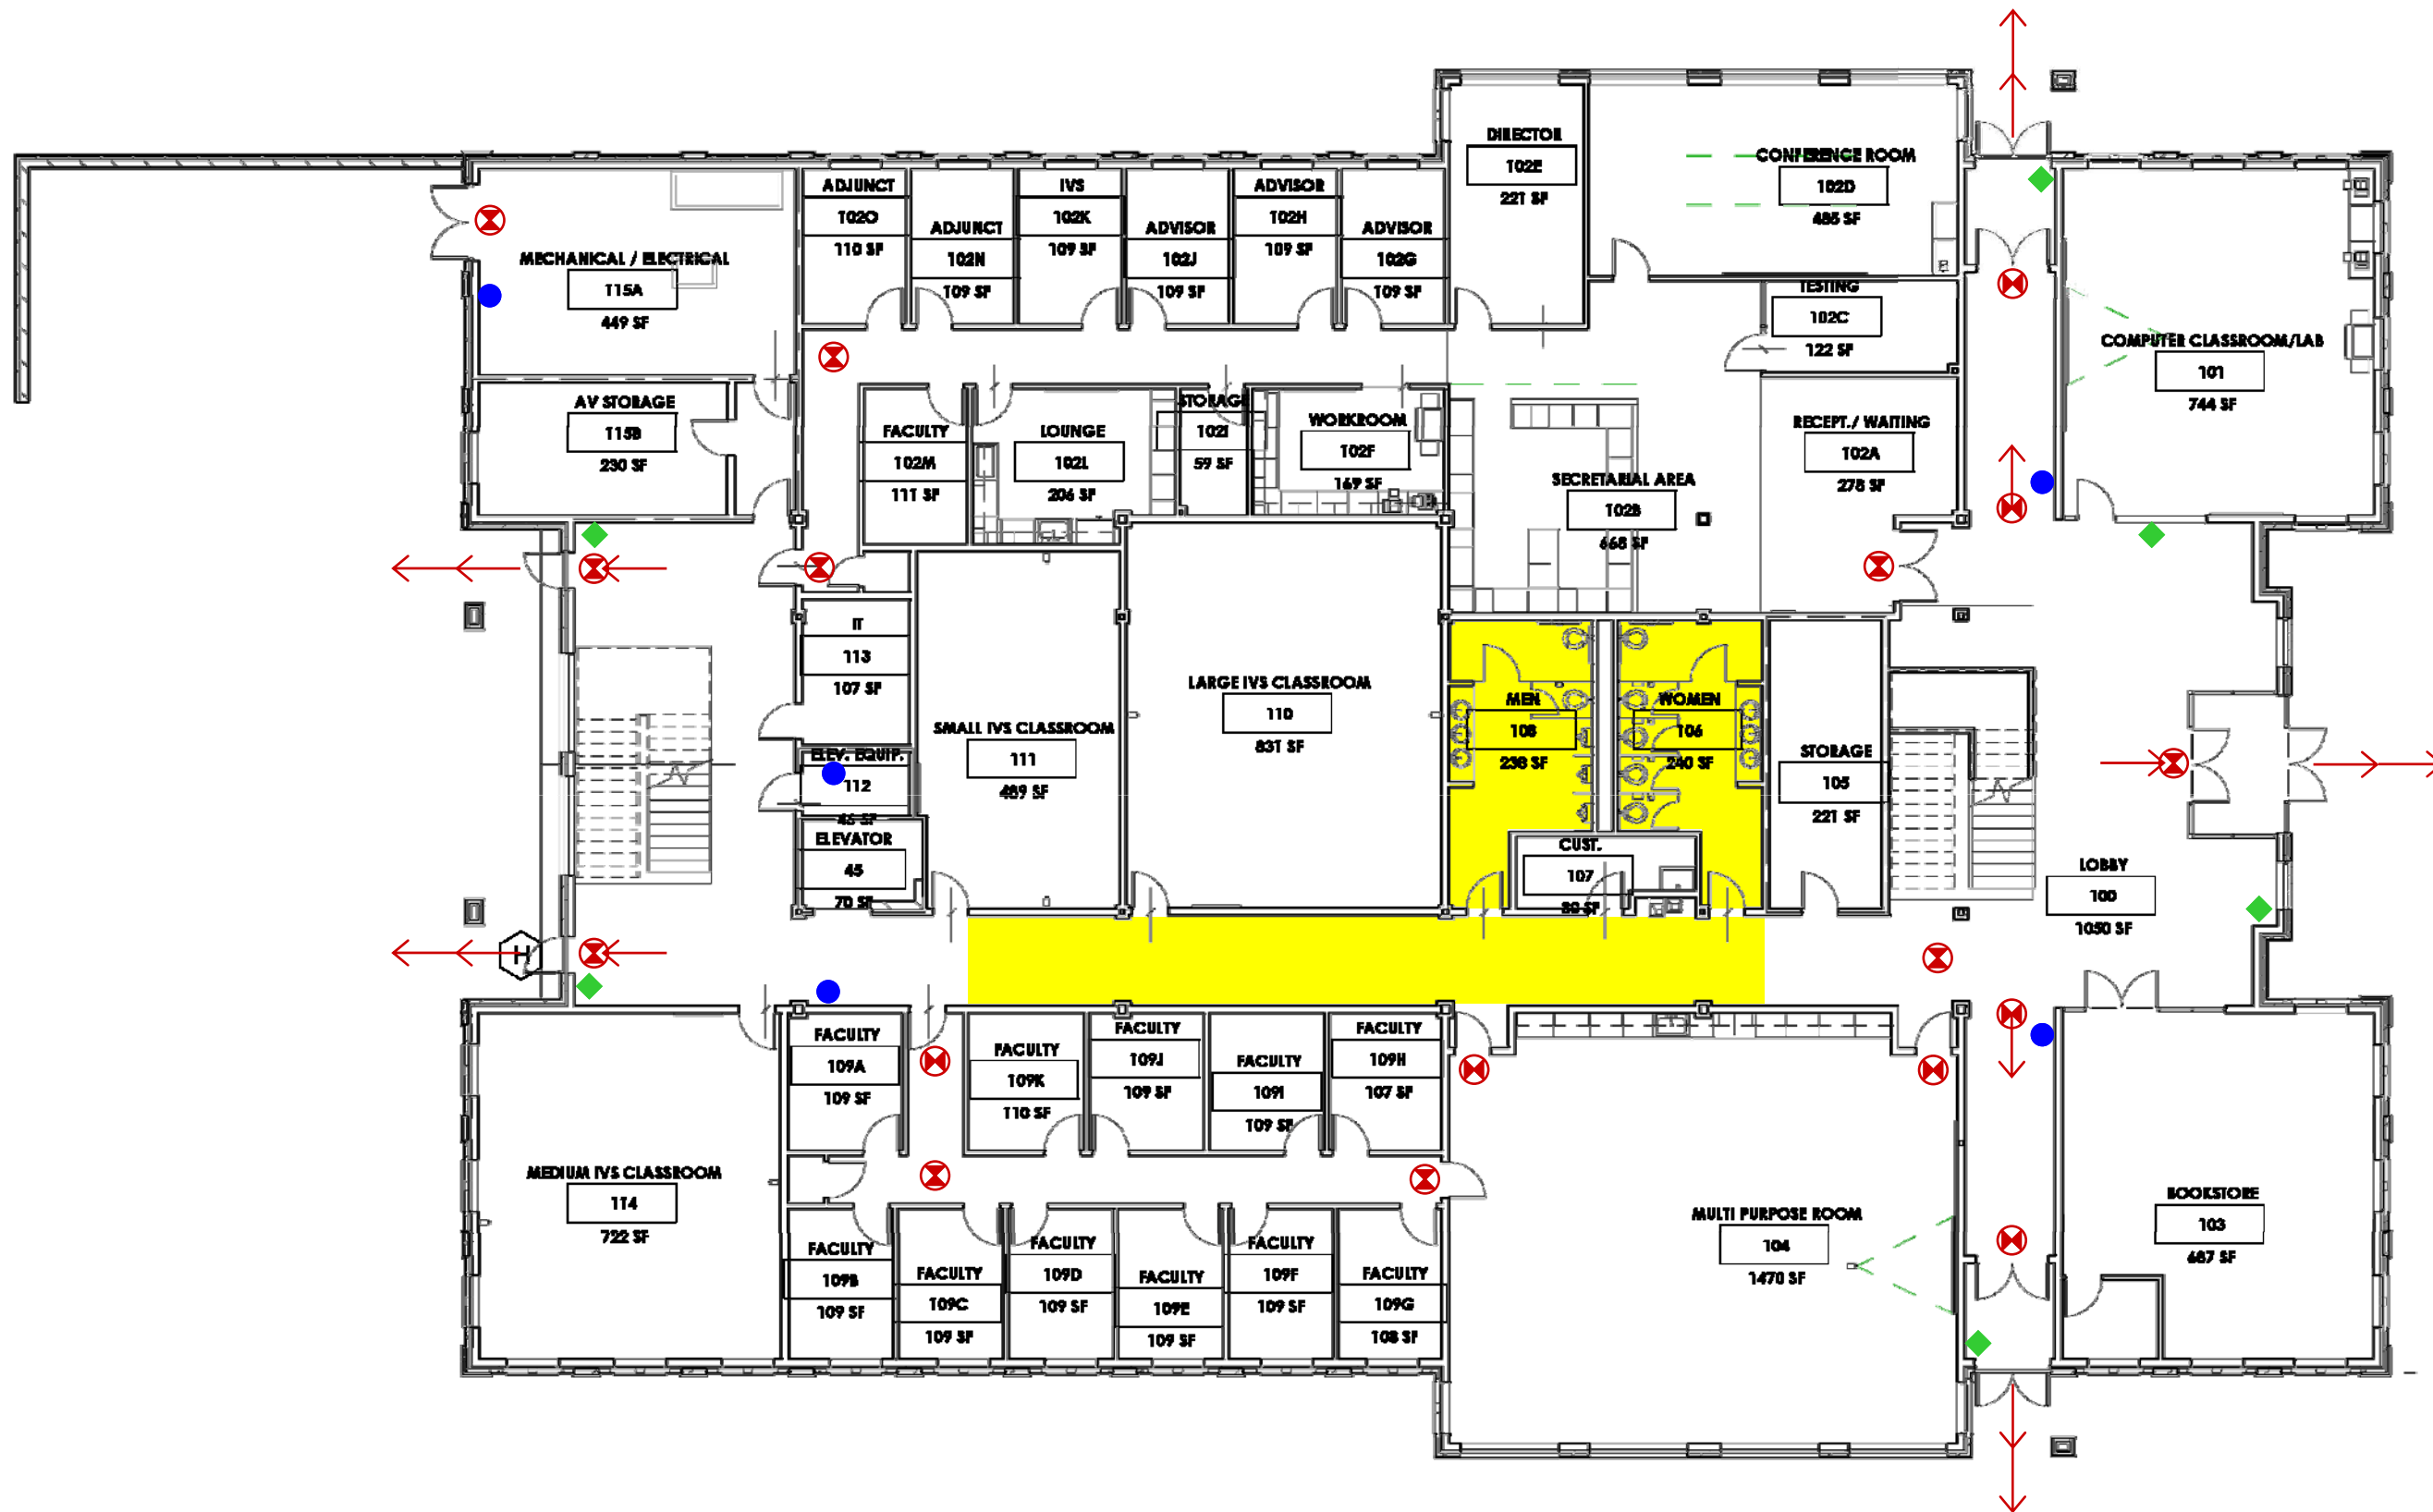 DIRECTOR
102E
221 SF
CONFERENCE ROOM
102D
485 SF
ADJUNCT
102O
110 SF
ADJUNCT
102N
109 SF
IVS
102K
109 SF
ADVISOR
102J
109 SF
ADVISOR
102H
109 SF
ADVISOR
102G
109 SF
MECHANICAL / ELECTRICAL
115A
449 SF
TESTING
102C
122 SF
COMPUTER CLASSROOM/LAB
101
744 SF
AV STORAGE
115B
230 SF
FACULTY
102M
111 SF
LOUNGE
102L
206 SF
STORAGE
102I
59 SF
WORKROOM
102F
169 SF
RECEPT./ WAITING
102A
278 SF
SECRETARIAL AREA
102B
668 SF
IT
113
107 SF
SMALL IVS CLASSROOM
111
489 SF
LARGE IVS CLASSROOM
110
831 SF
MEN
108
238 SF
WOMEN
106
240 SF
STORAGE
105
221 SF
ELEV. EQUIP.
112
46 SF
ELEVATOR
45
70 SF
CUST.
107
80 SF
LOBBY
100
1050 SF
H
FACULTY
109A
109 SF
FACULTY
109K
110 SF
FACULTY
109J
109 SF
FACULTY
109I
109 SF
FACULTY
109H
107 SF
MEDIUM IVS CLASSROOM
114
722 SF
MULTI PURPOSE ROOM
104
1470 SF
BOOKSTORE
103
687 SF
FACULTY
109B
109 SF
FACULTY
109C
109 SF
FACULTY
109D
109 SF
FACULTY
109E
109 SF
FACULTY
109F
109 SF
FACULTY
109G
108 SF